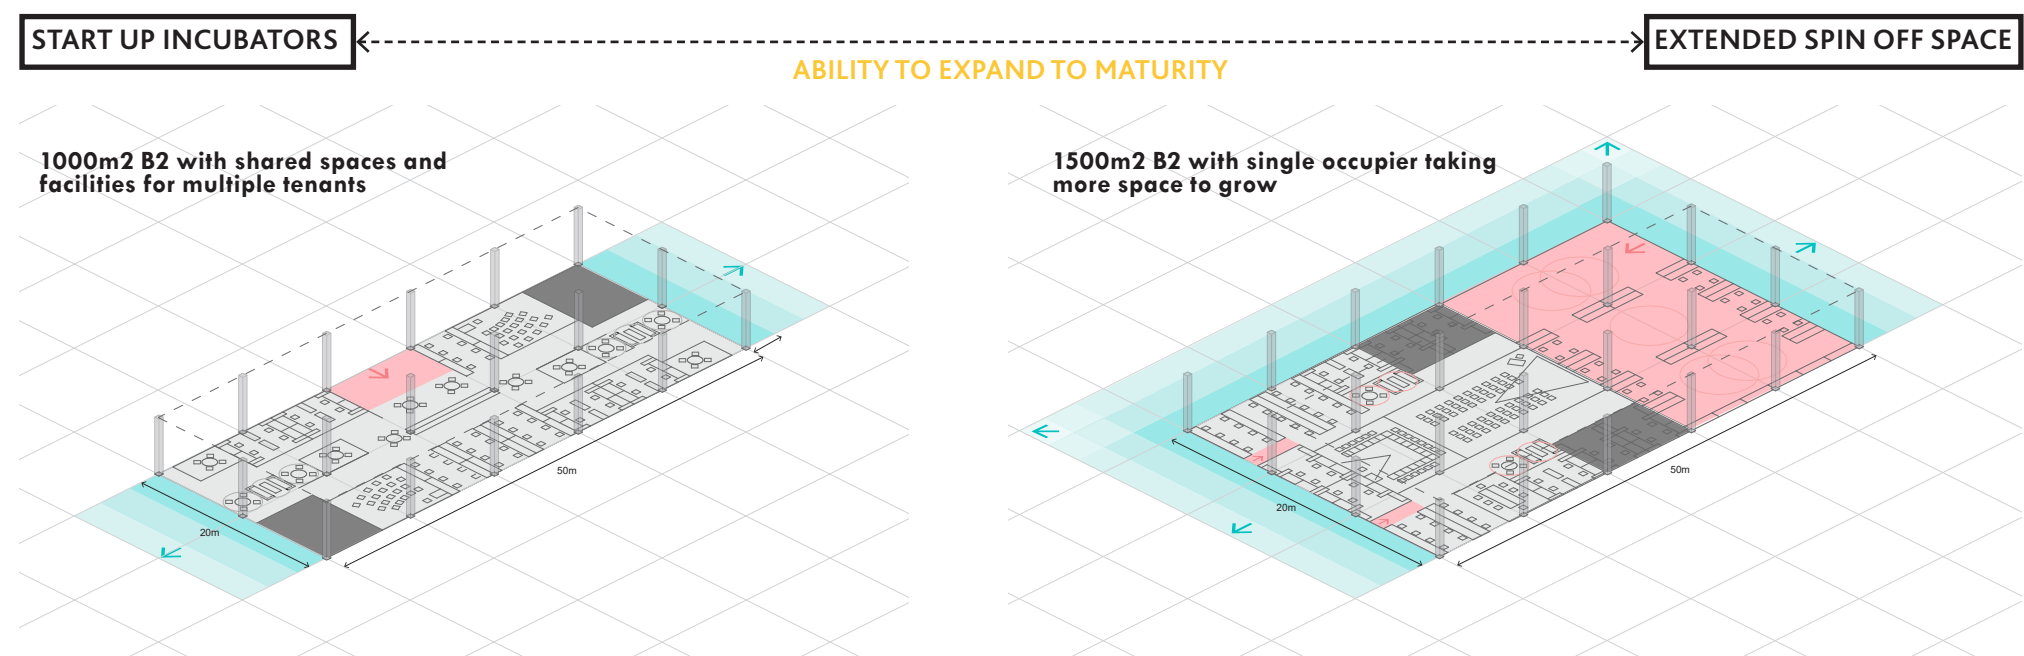 START UP INCUBATORS
EXTENDED SPIN OFF SPACE
ABILITY TO EXPAND TO MATURITY
1000m2 B2 with shared spaces and
facilities for multiple tenants
1500m2 B2 with single occupier taking
more space to grow
50m
20m
50m
20m